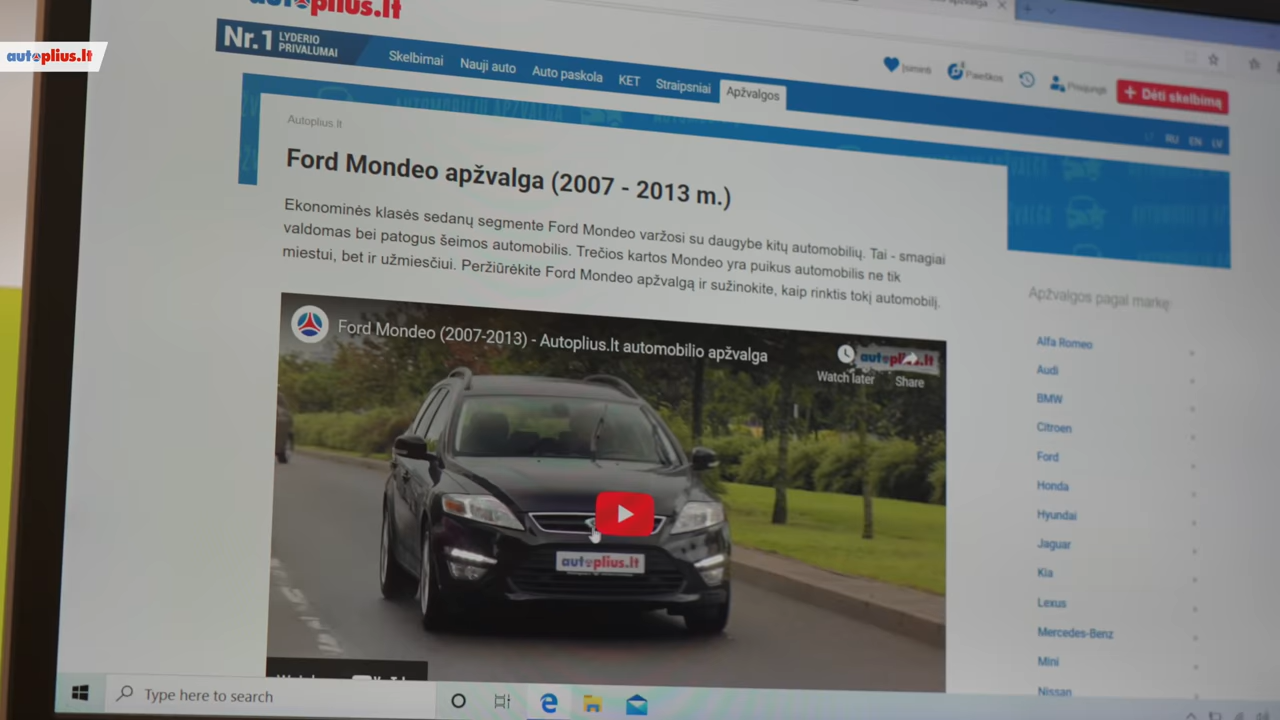 autoplius.lt
autoplius.lt
apžvalga
Nr.1 LYDERIO
PRIVALUMAI
Skelbimai
Nauji auto
Auto paskola
KET
Straipsniai
Apžvalgos
Įsiminti
Paieškos
Prisijungti
+ Dėti skelbimą
LT RU EN LV
Autoplius.lt
Ford Mondeo apžvalga (2007 - 2013 m.)
Ekonominės klasės sedanų segmente Ford Mondeo varžosi su daugybe kitų automobilių. Tai - smagiai
valdomas bei patogus šeimos automobilis. Trečios kartos Mondeo yra puikus automobilis ne tik
miestui, bet ir užmiesčiui. Peržiūrėkite Ford Mondeo apžvalgą ir sužinokite, kaip rinktis tokį automobilį.
Ford Mondeo (2007-2013) - Autoplius.lt automobilio apžvalga
autoplius.lt
Watch later
Share
autoplius.lt
Apžvalgos pagal markę
Alfa Romeo
Audi
BMW
Citroen
Ford
Honda
Hyundai
Jaguar
Kia
Lexus
Mercedes-Benz
Mini
Nissan
Type here to search